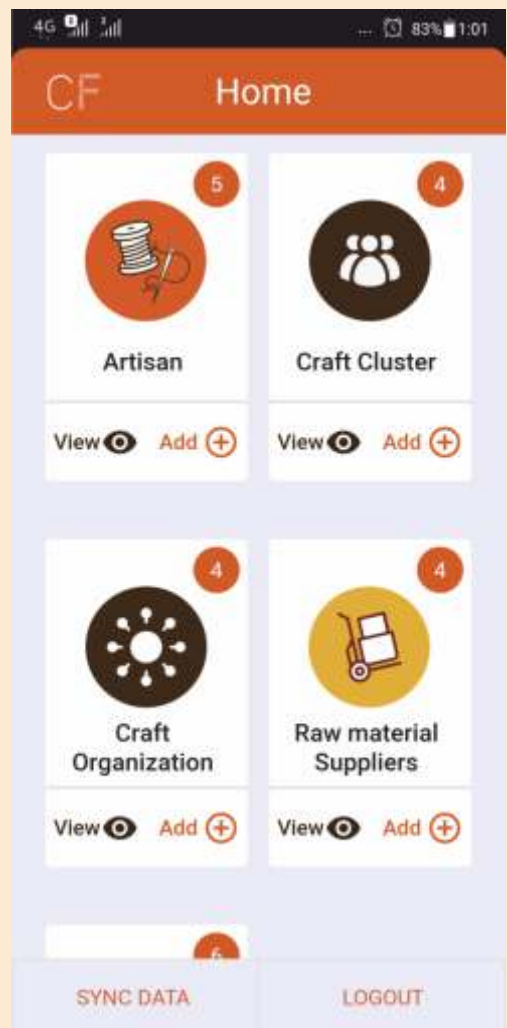 4G ... 83% 1:01
CF Home
5 4
Artisan Craft Cluster
View Add View Add
4 4
Craft Raw material
Organization Suppliers
View Add View Add
6
SYNC DATA LOGOUT